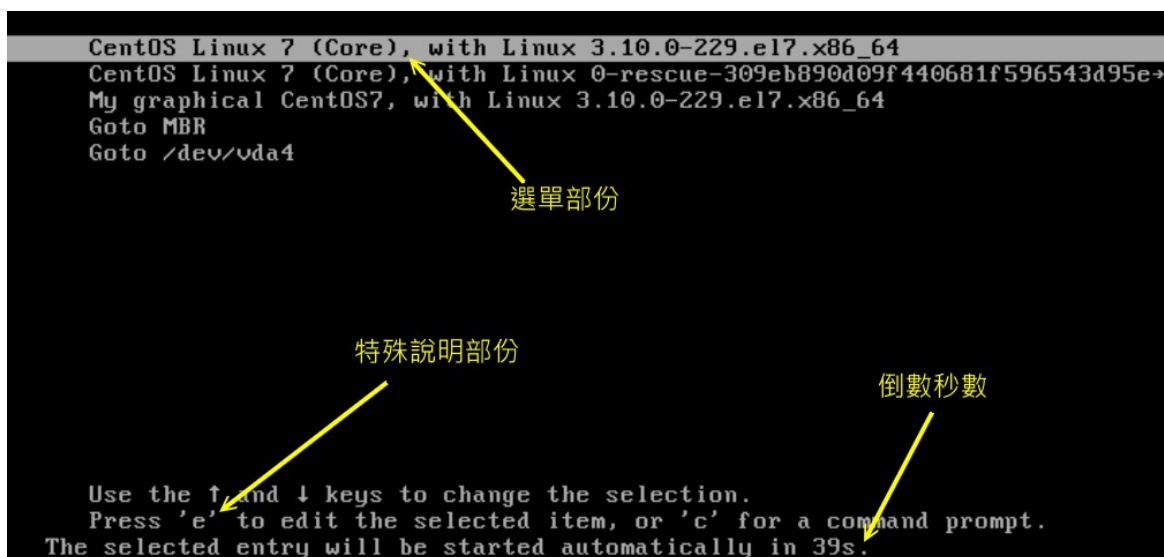 CentOS Linux 7 (Core), with Linux 3.10.0-229.el7.x86_64
CentOS Linux 7 (Core), with Linux 0-rescue-309eb890d09f440681f596543d95e→
My graphical CentOS7, with Linux 3.10.0-229.el7.x86_64
Goto MBR
Goto /dev/vda4
選單部份
特殊說明部份
倒數秒數
Use the ↑ and ↓ keys to change the selection.
Press 'e' to edit the selected item, or 'c' for a command prompt.
The selected entry will be started automatically in 39s.